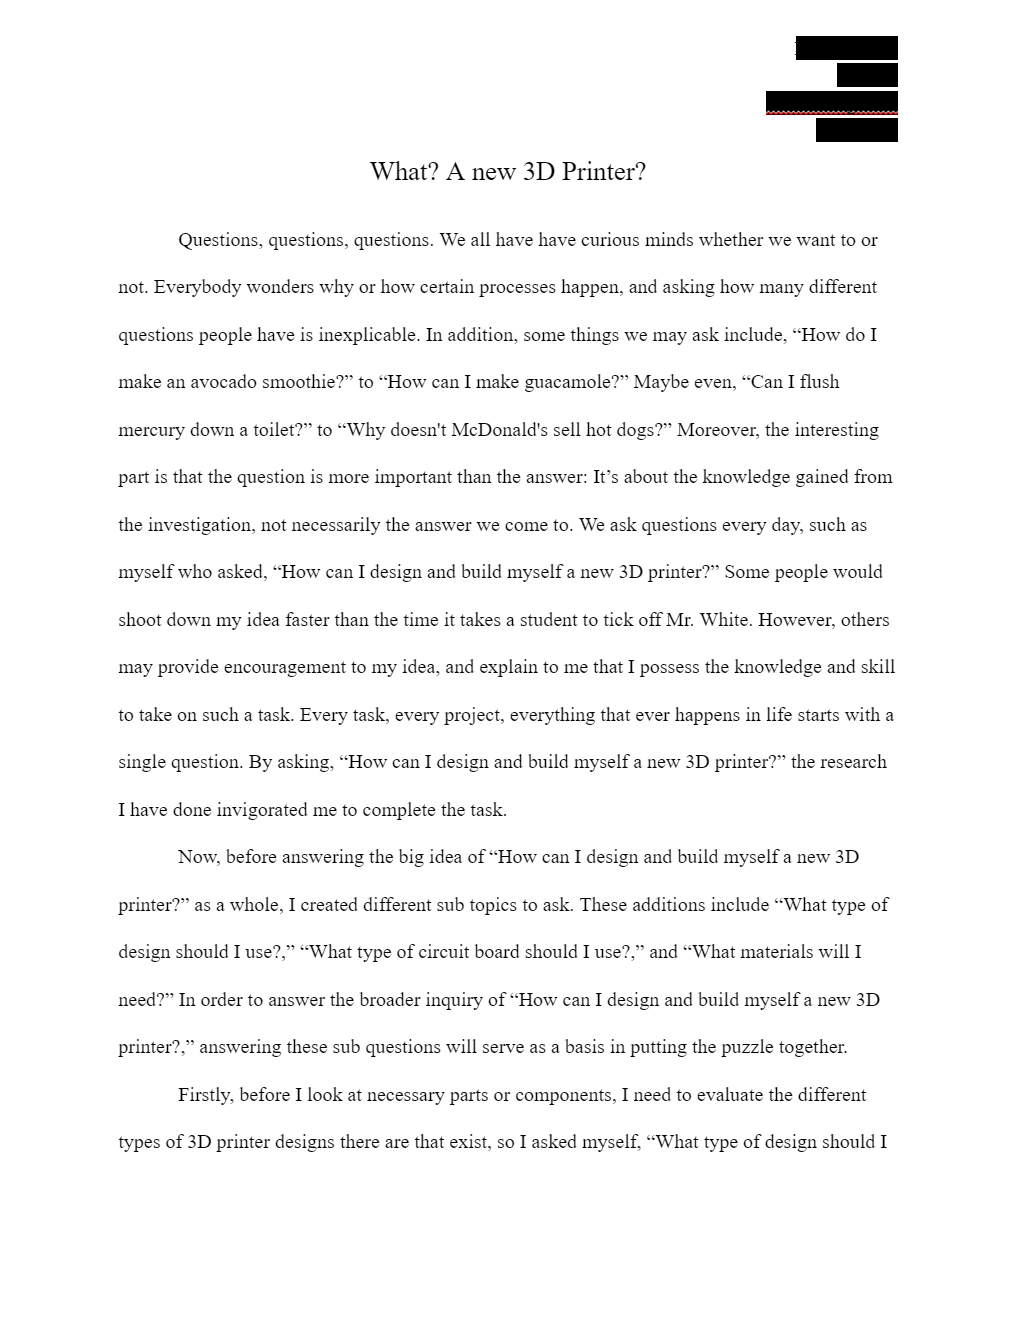 What? A new 3D Printer?
Questions, questions, questions. We all have have curious minds whether we want to or
not. Everybody wonders why or how certain processes happen, and asking how many different
questions people have is inexplicable. In addition, some things we may ask include, “How do I
make an avocado smoothie?” to “How can I make guacamole?” Maybe even, “Can I flush
mercury down a toilet?” to “Why doesn't McDonald's sell hot dogs?” Moreover, the interesting
part is that the question is more important than the answer: It’s about the knowledge gained from
the investigation, not necessarily the answer we come to. We ask questions every day, such as
myself who asked, “How can I design and build myself a new 3D printer?” Some people would
shoot down my idea faster than the time it takes a student to tick off Mr. White. However, others
may provide encouragement to my idea, and explain to me that I possess the knowledge and skill
to take on such a task. Every task, every project, everything that ever happens in life starts with a
single question. By asking, “How can I design and build myself a new 3D printer?” the research
I have done invigorated me to complete the task.
Now, before answering the big idea of “How can I design and build myself a new 3D
printer?” as a whole, I created different sub topics to ask. These additions include “What type of
design should I use?,” “What type of circuit board should I use?,” and “What materials will I
need?” In order to answer the broader inquiry of “How can I design and build myself a new 3D
printer?,” answering these sub questions will serve as a basis in putting the puzzle together.
Firstly, before I look at necessary parts or components, I need to evaluate the different
types of 3D printer designs there are that exist, so I asked myself, “What type of design should I